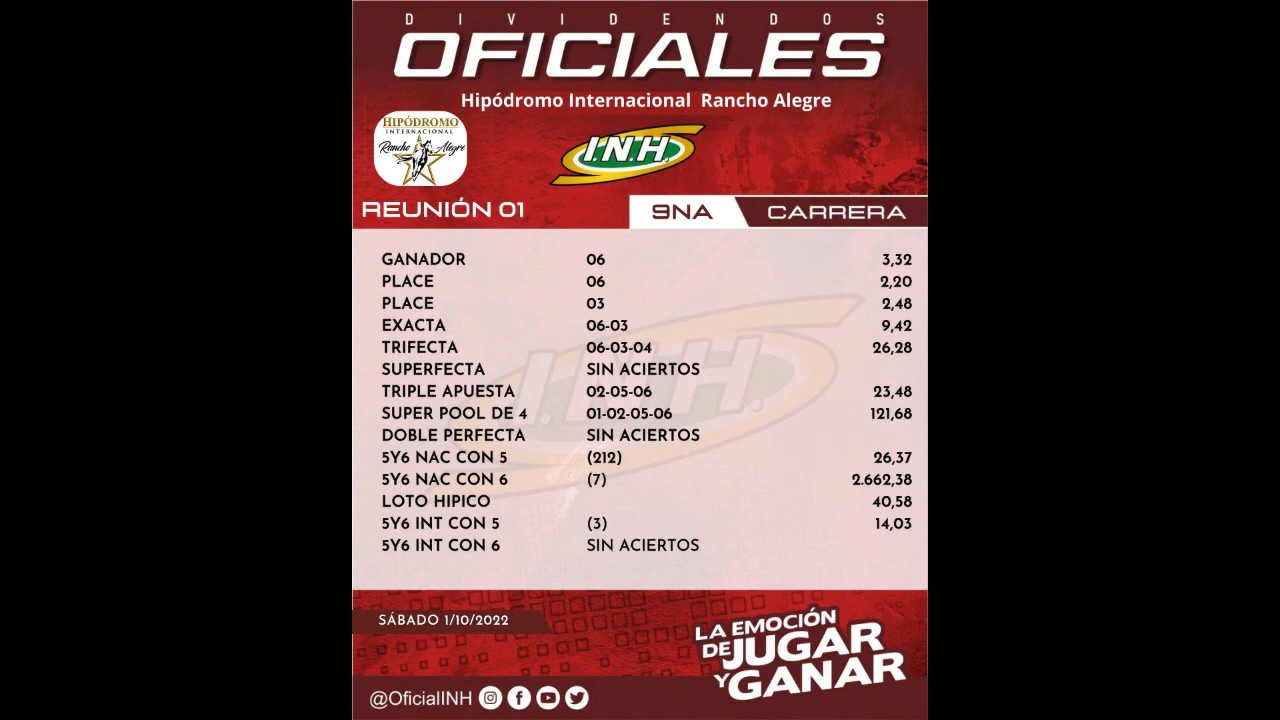 DIVIDENDOS
OFICIALES
Hipódromo Internacional Rancho Alegre
HIPÓDROMO
INTERNACIONAL
Rancho Alegre
I.N.H.
REUNIÓN 01 9NA CARRERA
GANADOR 06 3,32
PLACE 06 2,20
PLACE 03 2,48
EXACTA 06-03 9,42
TRIFECTA 06-03-04 26,28
SUPERFECTA SIN ACIERTOS
TRIPLE APUESTA 02-05-06 23,48
SUPER POOL DE 4 01-02-05-06 121,68
DOBLE PERFECTA SIN ACIERTOS
5Y6 NAC CON 5 (212) 26,37
5Y6 NAC CON 6 (7) 2.662,38
LOTO HIPICO 40,58
5Y6 INT CON 5 (3) 14,03
5Y6 INT CON 6 SIN ACIERTOS
I.N.H.
SÁBADO 1/10/2022
LA EMOCIÓN
DE JUGAR
Y GANAR
@OficialINH